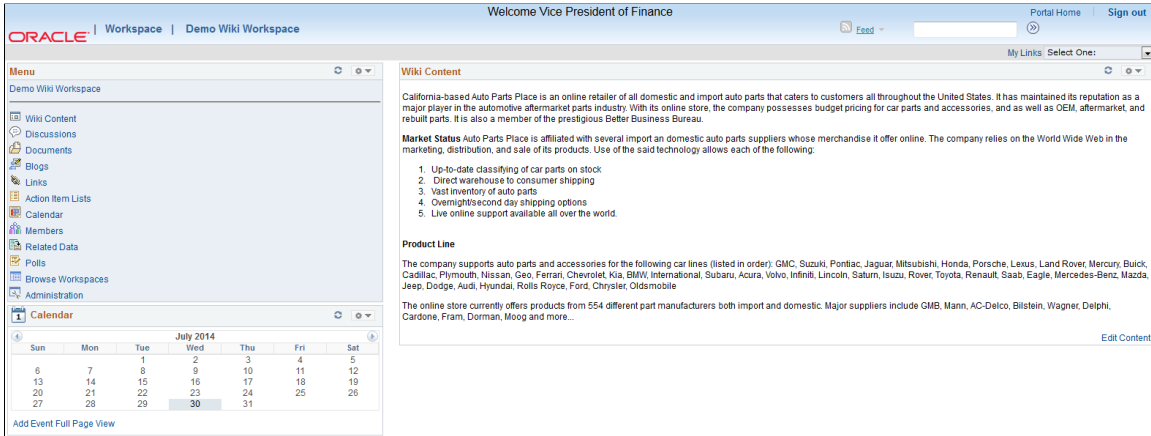 Welcome Vice President of Finance
Portal Home
Sign out
ORACLE
Workspace
Demo Wiki Workspace
Feed
My Links Select One:
Menu
Demo Wiki Workspace
Wiki Content
Discussions
Documents
Blogs
Links
Action Item Lists
Calendar
Members
Related Data
Polls
Browse Workspaces
Administration
1 Calendar
July 2014
Sun Mon Tue Wed Thu Fri Sat
1 2 3 4 5
6 7 8 9 10 11 12
13 14 15 16 17 18 19
20 21 22 23 24 25 26
27 28 29 30 31
Add Event Full Page View
Wiki Content
California-based Auto Parts Place is an online retailer of all domestic and import auto parts that caters to customers all throughout the United States. It has maintained its reputation as a
major player in the automotive aftermarket parts industry. With its online store, the company possesses budget pricing for car parts and accessories, and as well as OEM, aftermarket, and
rebuilt parts. It is also a member of the prestigious Better Business Bureau.
Market Status Auto Parts Place is affiliated with several import an domestic auto parts suppliers whose merchandise it offer online. The company relies on the World Wide Web in the
marketing, distribution, and sale of its products. Use of the said technology allows each of the following:
1. Up-to-date classifying of car parts on stock
2. Direct warehouse to consumer shipping
3. Vast inventory of auto parts
4. Overnight/second day shipping options
5. Live online support available all over the world.
Product Line
The company supports auto parts and accessories for the following car lines (listed in order): GMC, Suzuki, Pontiac, Jaguar, Mitsubishi, Honda, Porsche, Lexus, Land Rover, Mercury, Buick,
Cadillac, Plymouth, Nissan, Geo, Ferrari, Chevrolet, Kia, BMW, International, Subaru, Acura, Volvo, Infiniti, Lincoln, Saturn, Isuzu, Rover, Toyota, Renault, Saab, Eagle, Mercedes-Benz, Mazda,
Jeep, Dodge, Audi, Hyundai, Rolls Royce, Ford, Chrysler, Oldsmobile
The online store currently offers products from 554 different part manufacturers both import and domestic. Major suppliers include GMB, Mann, AC-Delco, Bilstein, Wagner, Delphi,
Cardone, Fram, Dorman, Moog and more...
Edit Content